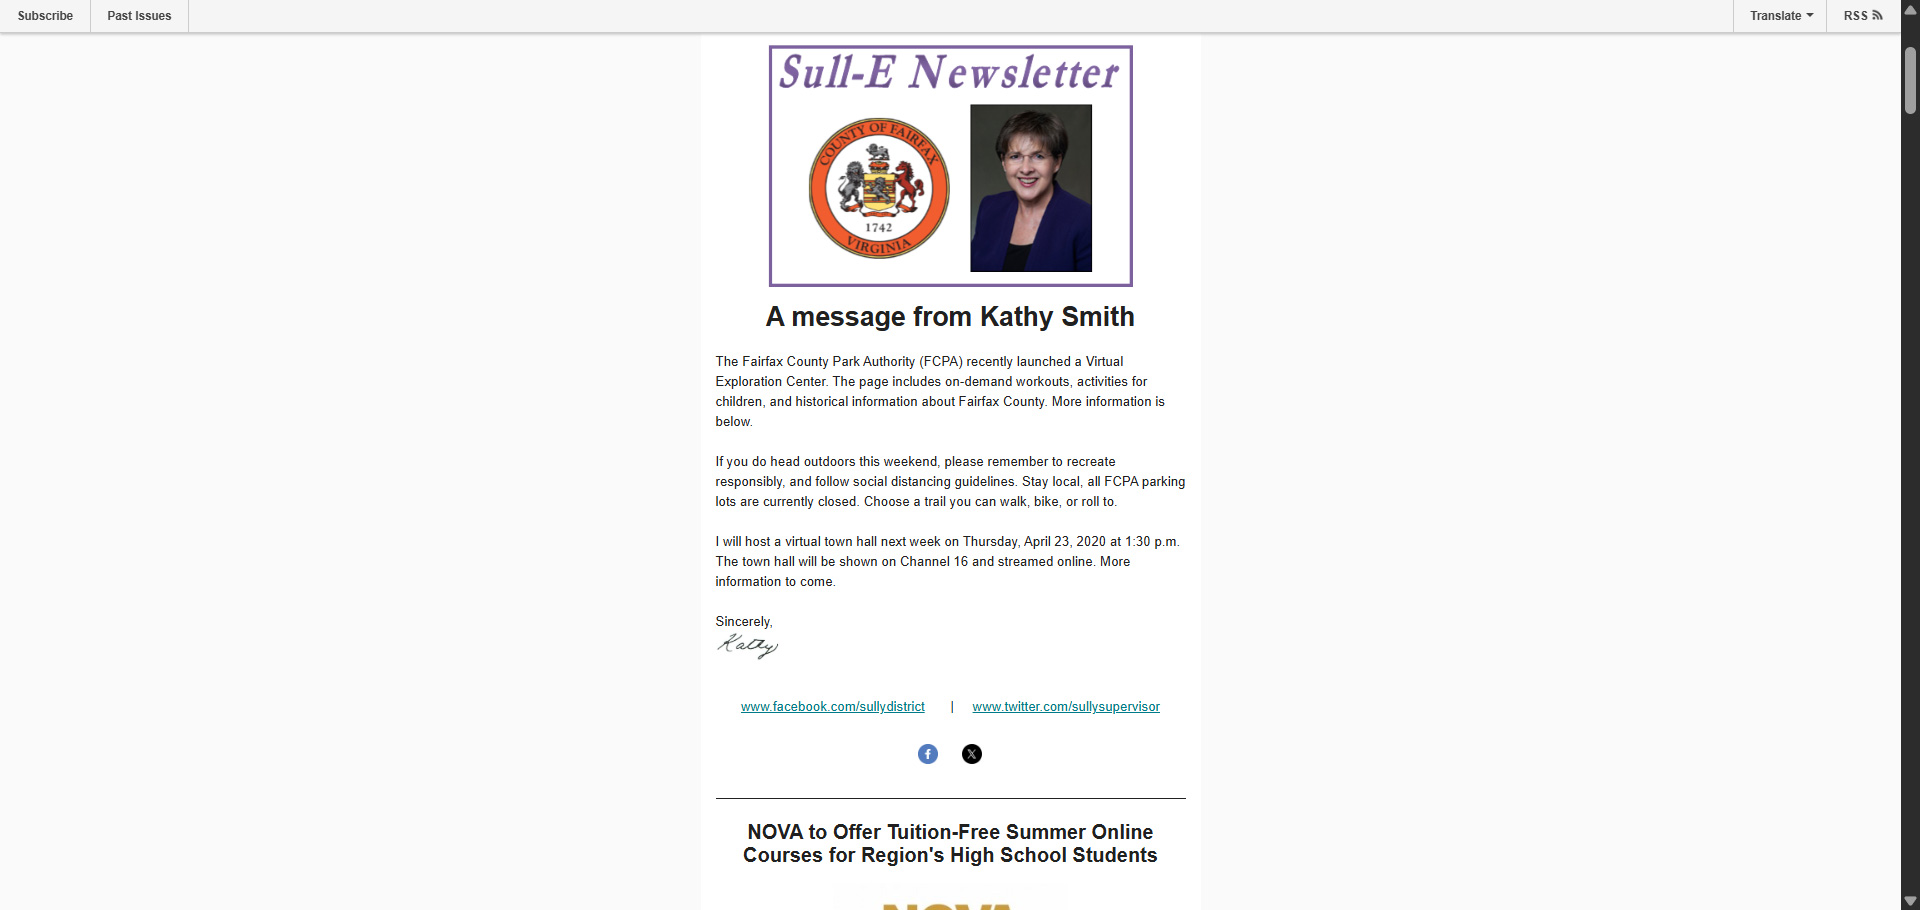 Subscribe
Past Issues
Translate
RSS
Sull-E Newsletter
COUNTY OF FAIRFAX
1742
VIRGINIA
A message from Kathy Smith
The Fairfax County Park Authority (FCPA) recently launched a Virtual
Exploration Center. The page includes on-demand workouts, activities for
children, and historical information about Fairfax County. More information is
below.
If you do head outdoors this weekend, please remember to recreate
responsibly, and follow social distancing guidelines. Stay local, all FCPA parking
lots are currently closed. Choose a trail you can walk, bike, or roll to.
I will host a virtual town hall next week on Thursday, April 23, 2020 at 1:30 p.m.
The town hall will be shown on Channel 16 and streamed online. More
information to come.
Sincerely,
Kathy
www.facebook.com/sullydistrict | www.twitter.com/sullysupervisor
NOVA to Offer Tuition-Free Summer Online
Courses for Region's High School Students
NOVA